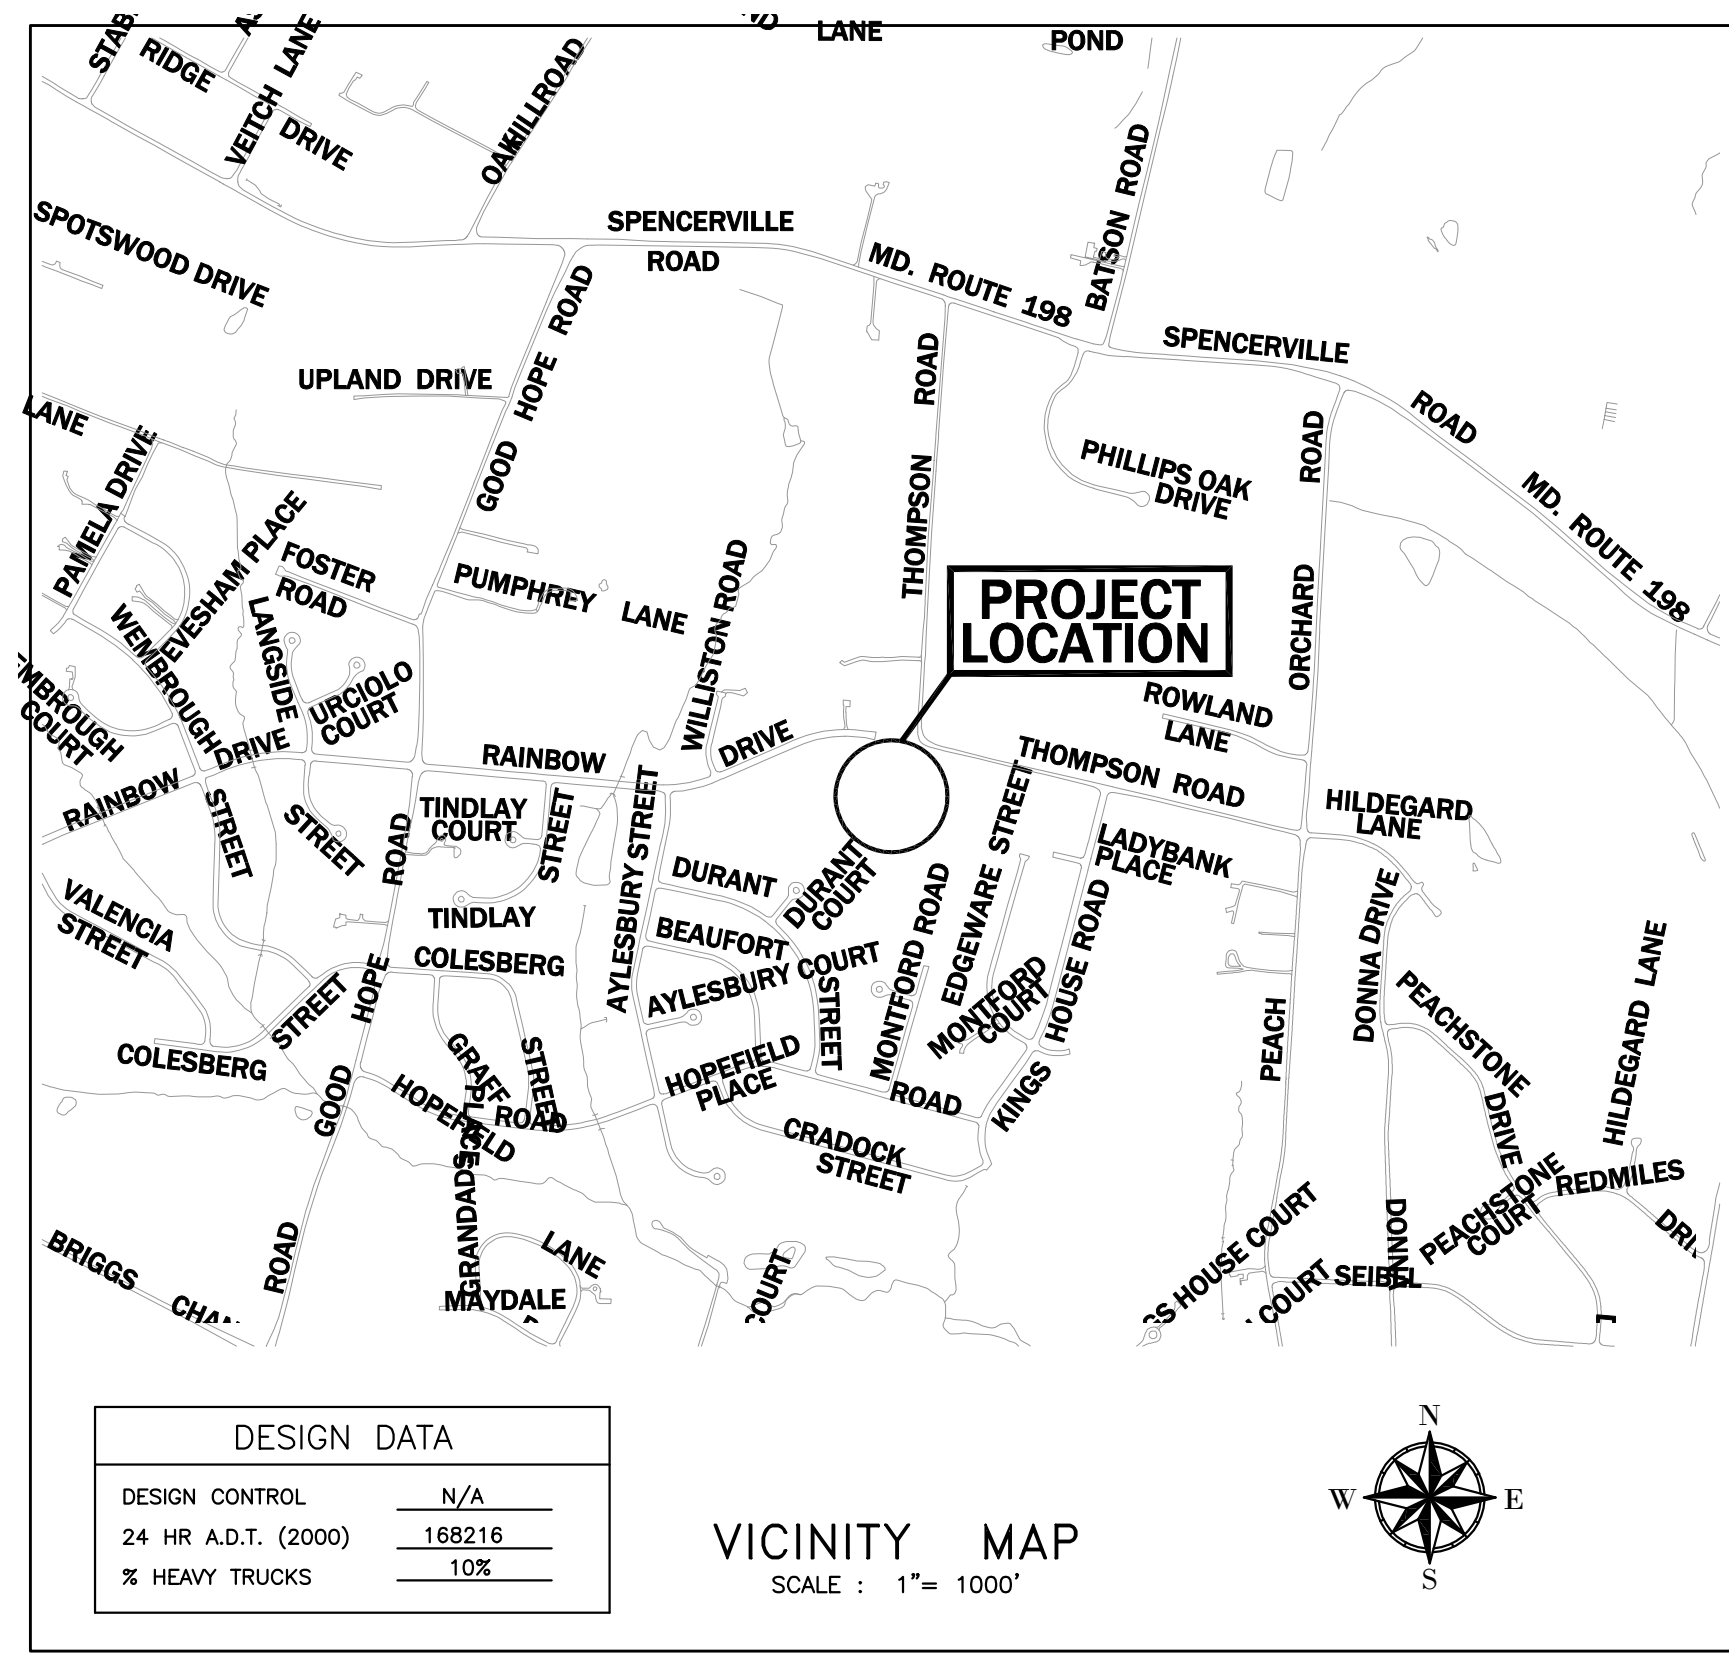 LANE
POND
RIDGE
DRIVE
VEITCH LANE
OAKHILLROAD
SPOTSWOOD DRIVE
SPENCERVILLE
ROAD
MD. ROUTE 198
BATSON ROAD
SPENCERVILLE
ROAD
MD. ROUTE 198
UPLAND DRIVE
GOOD HOPE ROAD
THOMPSON ROAD
PHILLIPS OAK
DRIVE
ORCHARD ROAD
LANE
PAMELA DRIVE
EVESHAM PLACE
FOSTER
ROAD
PUMPHREY LANE
WILLISTON ROAD
PROJECT
LOCATION
WEMBROUGH
STREET
LANGSIDE
STREET
URCIOLO
COURT
COURT
ROWLAND
LANE
RAINBOW
DRIVE
RAINBOW
DRIVE
THOMPSON ROAD
HILDEGARD
LANE
TINDLAY
COURT
STREET
TINDLAY
AYLESBURY STREET
DURANT
STREET
DURANT
COURT
BEAUFORT
AYLESBURY COURT
MONTFORD ROAD
EDGEWARE STREET
MONTFORD
COURT
LADYBANK
PLACE
KINGS HOUSE ROAD
VALENCIA
STREET
COLESBERG
STREET
COLESBERG
STREET
GOOD HOPE ROAD
ROAD
GRAFF
PLACE
HOPEFIELD
ROAD
HOPEFIELD
PLACE
ROAD
CRADOCK
STREET
PEACH
DONNA DRIVE
PEACHSTONE
DRIVE
PEACHSTONE
COURT
HILDEGARD LANE
REDMILES
DONNA
SEIBEL
HOUSE COURT
COURT
COURT
GRANDADS
LANE
MAYDALE
BRIGGS
DESIGN DATA
DESIGN CONTROL N/A
24 HR A.D.T. (2000) 168216
% HEAVY TRUCKS 10%
VICINITY MAP
SCALE : 1"= 1000'
N
W
E
S